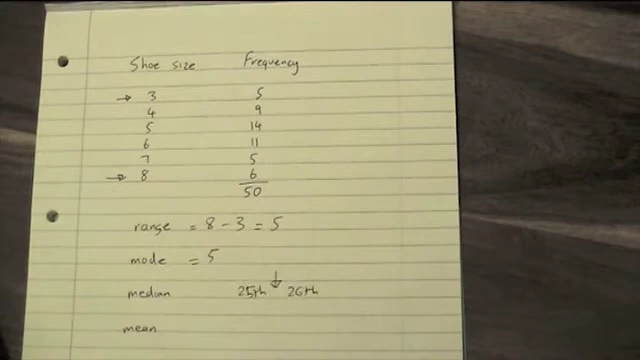 Shoe size Frequency
→ 3 5
4 9
5 14
6 11
7 5
→ 8 6
50
range = 8 - 3 = 5
mode = 5
median 25th ↓ 26th
mean